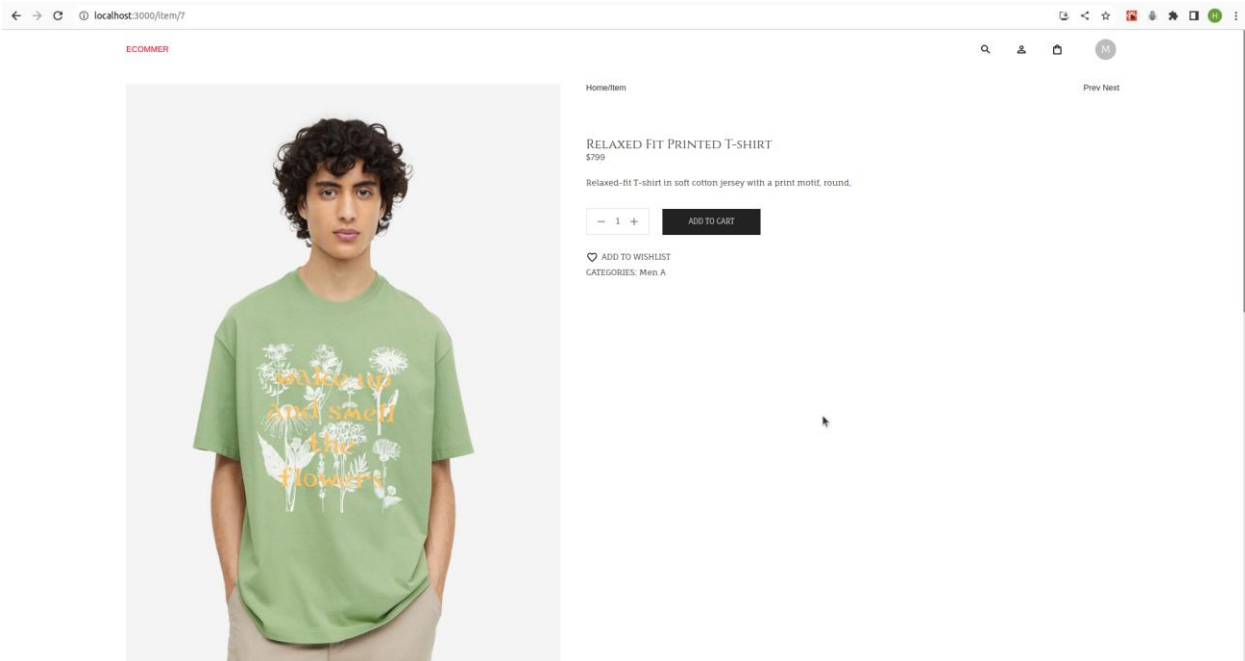 localhost:3000/item/7
H
ECOMMER
M
Home/Item
Prev Next
Relaxed Fit Printed T-shirt
$799
Relaxed-fit T-shirt in soft cotton jersey with a print motif, round,
− 1 +
ADD TO CART
ADD TO WISHLIST
CATEGORIES: Men A
wake up
and smell
the
flowers